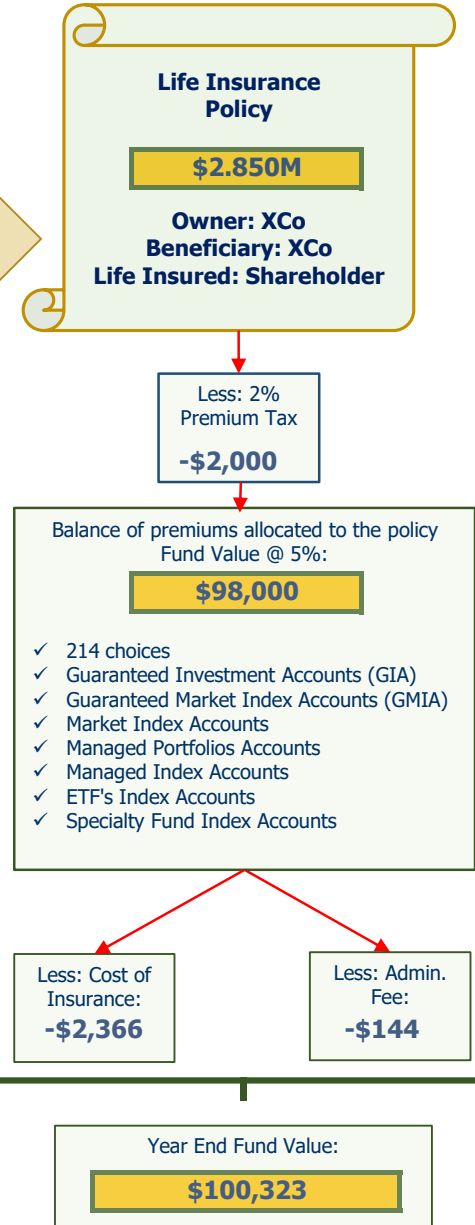 Life Insurance
Policy
$2.850M
Owner: XCo
Beneficiary: XCo
Life Insured: Shareholder
Less: 2%
Premium Tax
-$2,000
Balance of premiums allocated to the policy
Fund Value @ 5%:
$98,000
✓ 214 choices
✓ Guaranteed Investment Accounts (GIA)
✓ Guaranteed Market Index Accounts (GMIA)
✓ Market Index Accounts
✓ Managed Portfolios Accounts
✓ Managed Index Accounts
✓ ETF's Index Accounts
✓ Specialty Fund Index Accounts
Less: Cost of
Insurance:
-$2,366
Less: Admin.
Fee:
-$144
Year End Fund Value:
$100,323